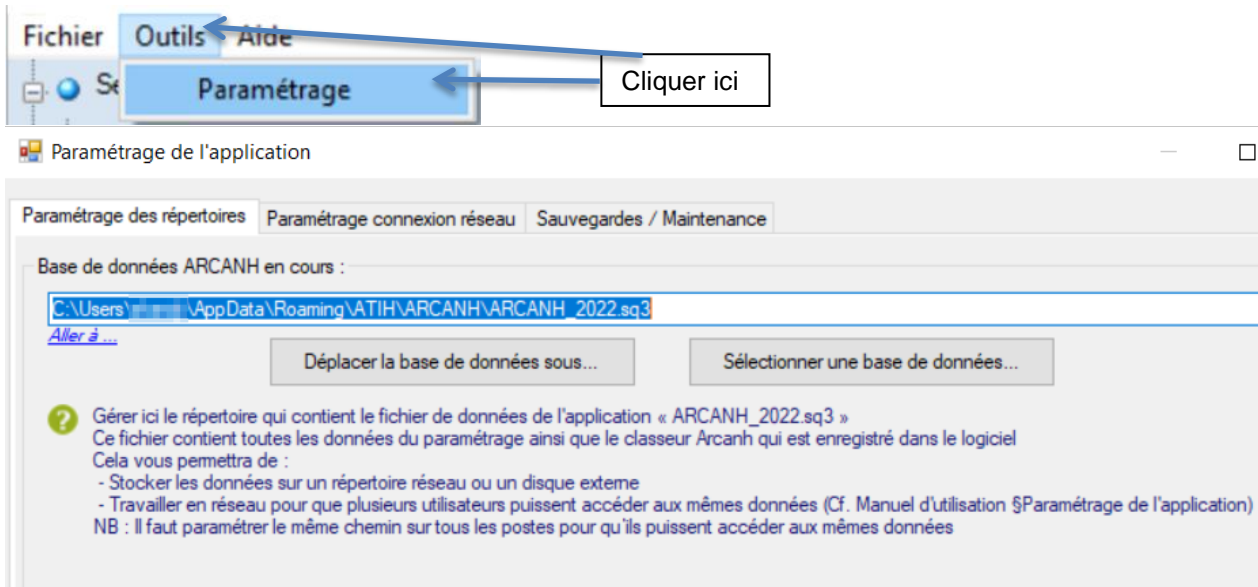 Fichier Outils Aide
Paramétrage
Cliquer ici
Paramétrage de l'application
Paramétrage des répertoires Paramétrage connexion réseau Sauvegardes / Maintenance
Base de données ARCANH en cours :
C:\Users\ \AppData\Roaming\ATIH\ARCANH\ARCANH_2022.sq3
Aller à ...
Déplacer la base de données sous... Sélectionner une base de données...
Gérer ici le répertoire qui contient le fichier de données de l'application « ARCANH_2022.sq3 »
Ce fichier contient toutes les données du paramétrage ainsi que le classeur Arcanh qui est enregistré dans le logiciel
Cela vous permettra de :
- Stocker les données sur un répertoire réseau ou un disque externe
- Travailler en réseau pour que plusieurs utilisateurs puissent accéder aux mêmes données (Cf. Manuel d'utilisation §Paramétrage de l'application)
NB : Il faut paramétrer le même chemin sur tous les postes pour qu'ils puissent accéder aux mêmes données